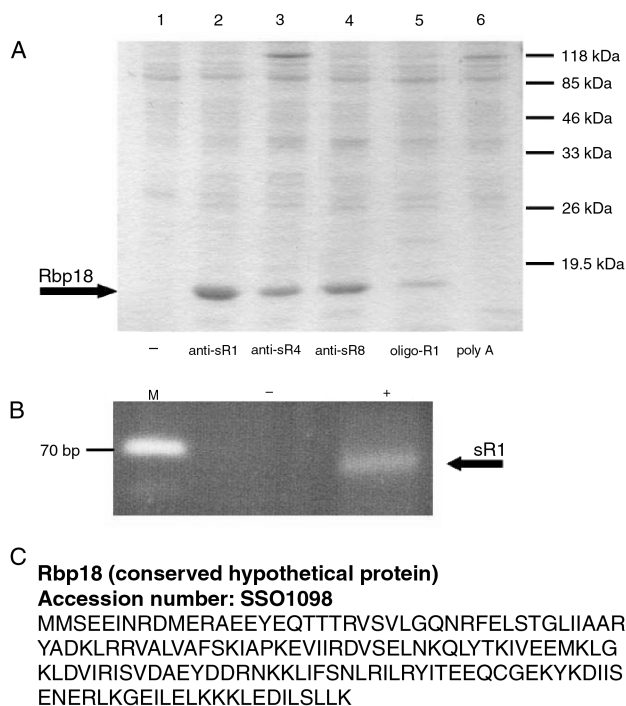 1 2 3 4 5 6
A
118 kDa
85 kDa
46 kDa
33 kDa
26 kDa
19.5 kDa
Rbp18
– anti-sR1 anti-sR4 anti-sR8 oligo-R1 poly A
B
M – +
70 bp
sR1
C
Rbp18 (conserved hypothetical protein)
Accession number: SSO1098
MMSEEINRDMERAEEYEQTTTRVSVLGQNRFELSTGLIIAAR
YADKLRRVALVAFSKIAPKEVIIRDVSELNKQLYTKIVEEMKLG
KLDVIRISVDAEYDDRNKKLIFSNLRILRYITEEQCGEKYKDIIS
ENERLKGEILELKKKLEDILSLLK